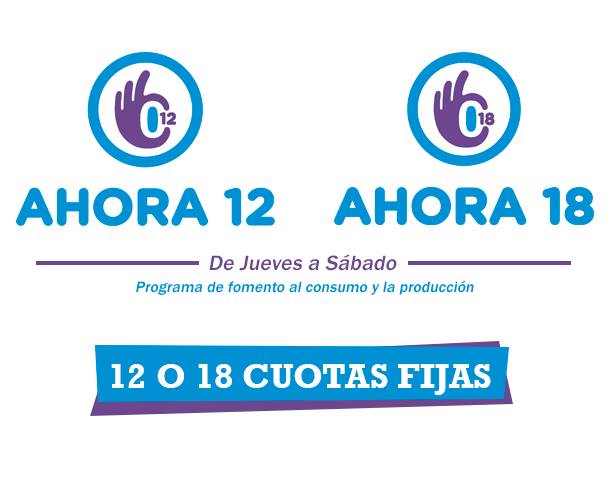 12
18
AHORA 12
AHORA 18
De Jueves a Sábado
Programa de fomento al consumo y la producción
12 O 18 CUOTAS FIJAS